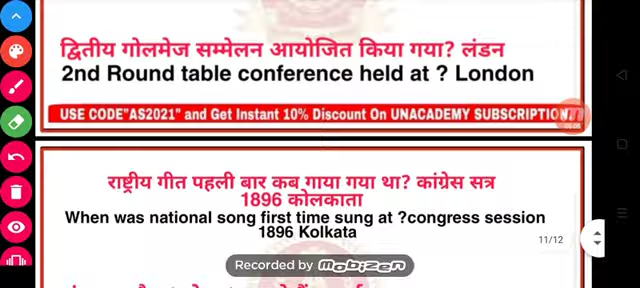 द्वितीय गोलमेज सम्मेलन आयोजित किया गया? लंदन
2nd Round table conference held at ? London
USE CODE"AS2021" and Get Instant 10% Discount On UNACADEMY SUBSCRIPTION
राष्ट्रीय गीत पहली बार कब गाया गया था? कांग्रेस सत्र
1896 कोलकाता
When was national song first time sung at ?congress session
1896 Kolkata
11/12
Recorded by Mobizen